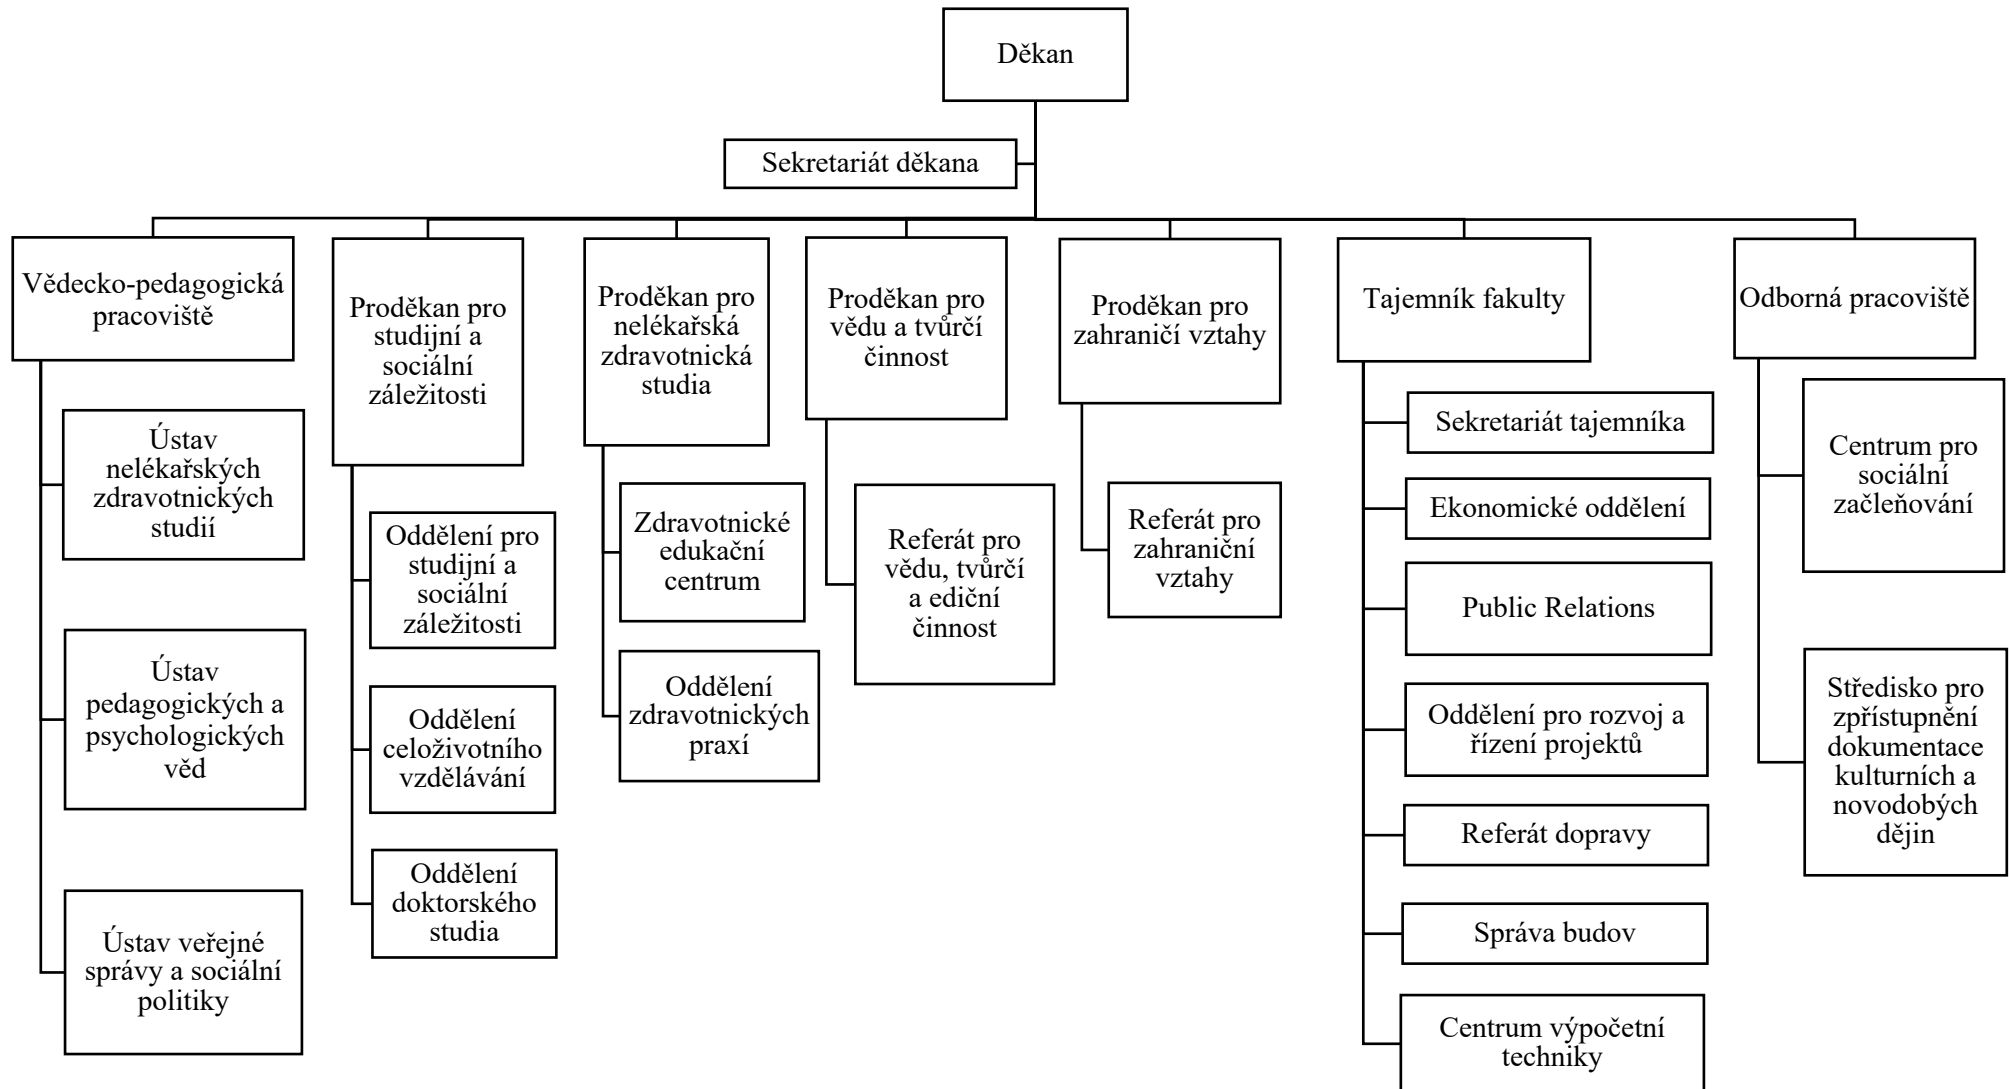 Děkan
Sekretariát děkana
Vědecko-pedagogická
pracoviště
Ústav
nelékařských
zdravotnických
studií
Ústav
pedagogických a
psychologických
věd
Ústav veřejné
správy a sociální
politiky
Proděkan pro
studijní a
sociální
záležitosti
Oddělení pro
studijní a
sociální
záležitosti
Oddělení
celoživotního
vzdělávání
Oddělení
doktorského
studia
Proděkan pro
nelékařská
zdravotnická
studia
Zdravotnické
edukační
centrum
Oddělení
zdravotnických
praxí
Proděkan pro
vědu a tvůrčí
činnost
Referát pro
vědu, tvůrčí
a ediční
činnost
Proděkan pro
zahraničí vztahy
Referát pro
zahraniční
vztahy
Tajemník fakulty
Sekretariát tajemníka
Ekonomické oddělení
Public Relations
Oddělení pro rozvoj a
řízení projektů
Referát dopravy
Správa budov
Centrum výpočetní
techniky
Odborná pracoviště
Centrum pro
sociální
začleňování
Středisko pro
zpřístupnění
dokumentace
kulturních a
novodobých
dějin